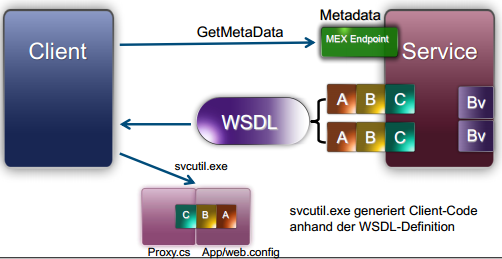 Metadata
GetMetaData
MEX Endpoint
Client
Service
A B C
Bv
WSDL
A B C
Bv
svcutil.exe
C B A
Proxy.cs App/web.config
svcutil.exe generiert Client-Code
anhand der WSDL-Definition